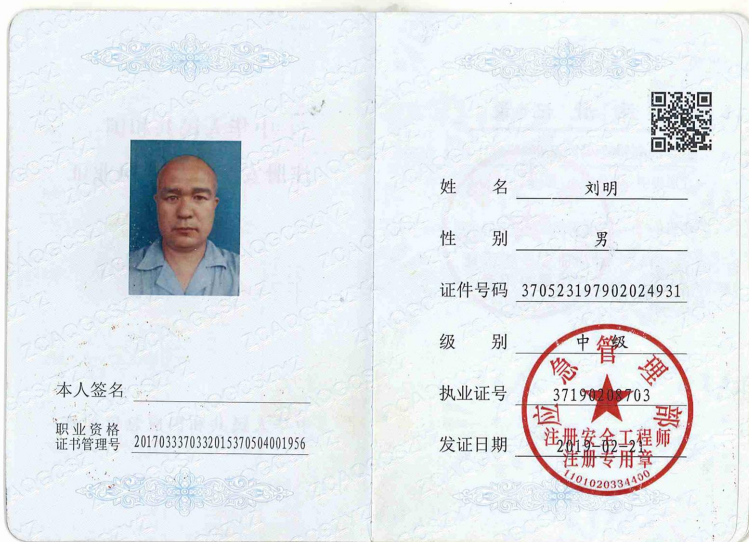 本人签名
职业资格
证书管理号 2017033370332015370504001956
姓名 刘明
性别 男
证件号码 370523197902024931
级别 中级
执业证号 37190208703
发证日期 2019-02-21
应急管理部
注册安全工程师
注册专用章
1101020334400